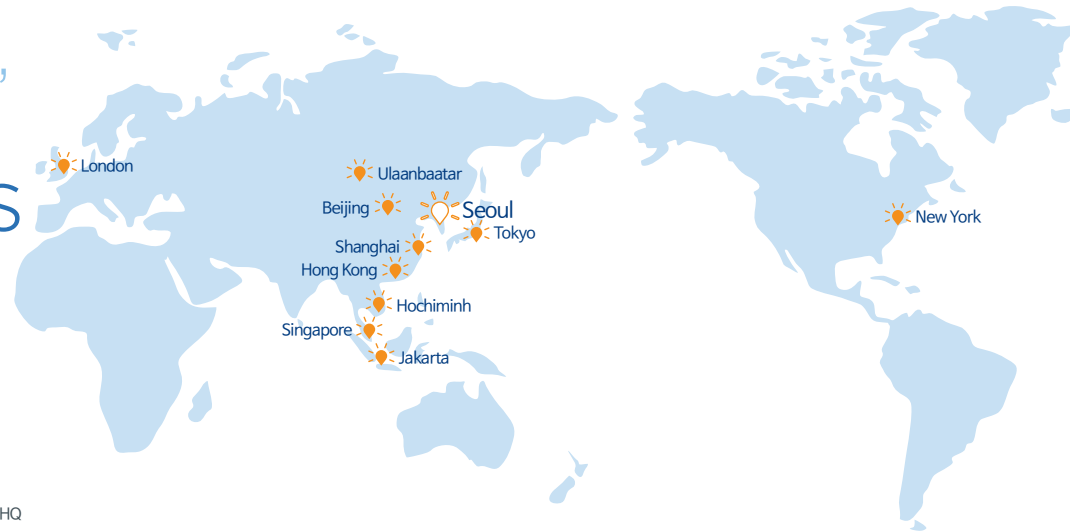 ,
S
London
Ulaanbaatar
Beijing
Seoul
Tokyo
New York
Shanghai
Hong Kong
Hochiminh
Singapore
Jakarta
HQ